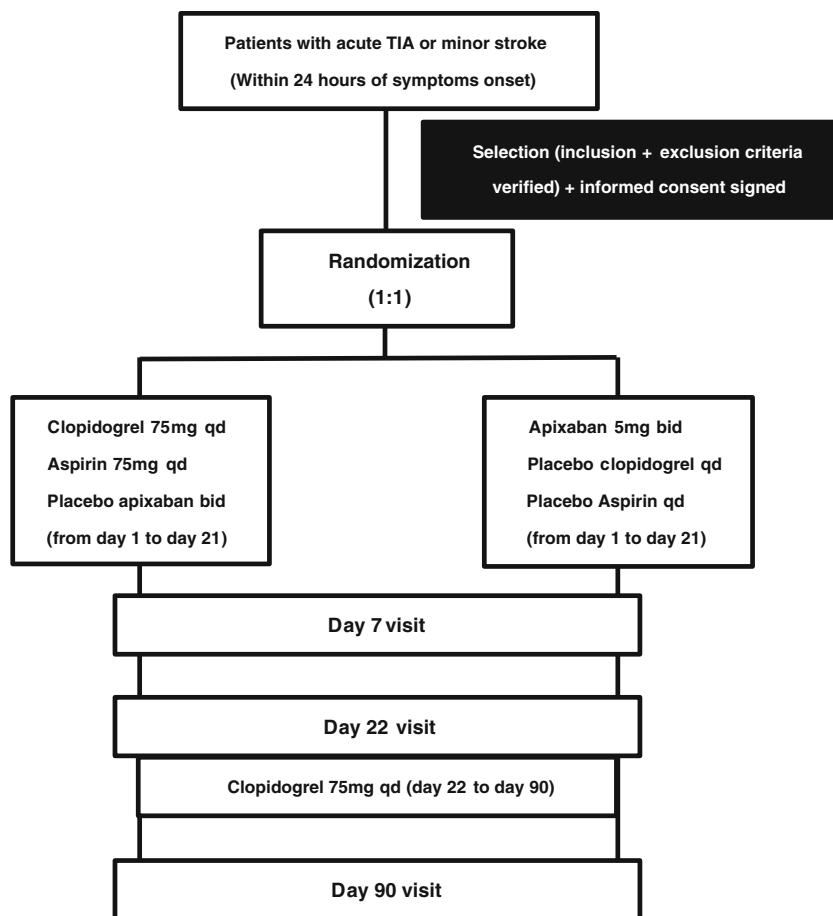 Patients with acute TIA or minor stroke
(Within 24 hours of symptoms onset)
Selection (inclusion + exclusion criteria
verified) + informed consent signed
Randomization
(1:1)
Clopidogrel 75mg qd
Aspirin 75mg qd
Placebo apixaban bid
(from day 1 to day 21)
Apixaban 5mg bid
Placebo clopidogrel qd
Placebo Aspirin qd
(from day 1 to day 21)
Day 7 visit
Day 22 visit
Clopidogrel 75mg qd (day 22 to day 90)
Day 90 visit